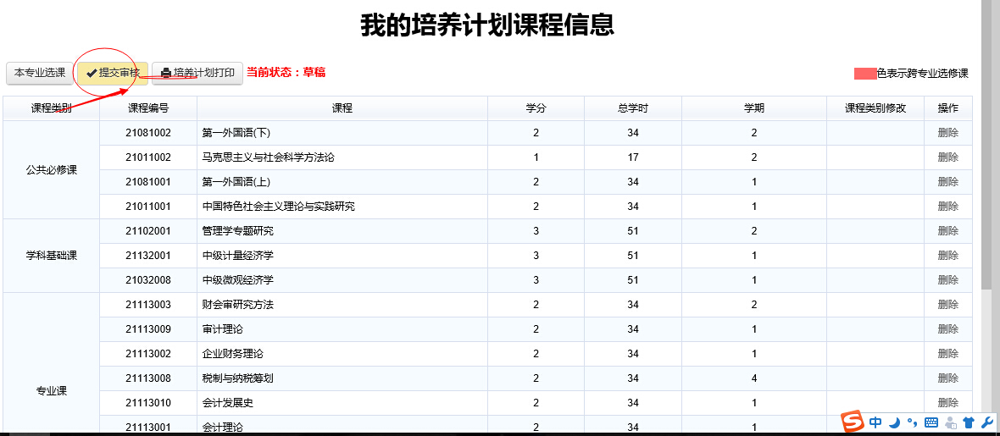 我的培养计划课程信息
本专业选课 提交审核 培养计划打印 当前状态：草稿 色表示跨专业选修课
课程类别 课程编号 课程 学分 总学时 学期 课程类别修改 操作
21081002 第一外国语(下) 2 34 2 删除
公共必修课 21011002 马克思主义与社会科学方法论 1 17 2 删除
21081001 第一外国语(上) 2 34 1 删除
21011001 中国特色社会主义理论与实践研究 2 34 1 删除
21102001 管理学专题研究 3 51 2 删除
学科基础课 21132001 中级计量经济学 3 51 1 删除
21032008 中级微观经济学 3 51 1 删除
21113003 财会审研究方法 2 34 2 删除
21113009 审计理论 2 34 1 删除
21113002 企业财务理论 2 34 1 删除
21113008 税制与纳税筹划 2 34 4 删除
专业课 21113010 会计发展史 2 34 1 删除
21113001 会计理论 2 34 1
S 中